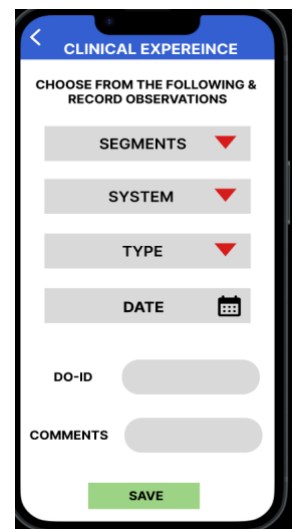 CLINICAL EXPEREINCE
CHOOSE FROM THE FOLLOWING &
RECORD OBSERVATIONS
SEGMENTS
SYSTEM
TYPE
DATE
DO-ID
COMMENTS
SAVE